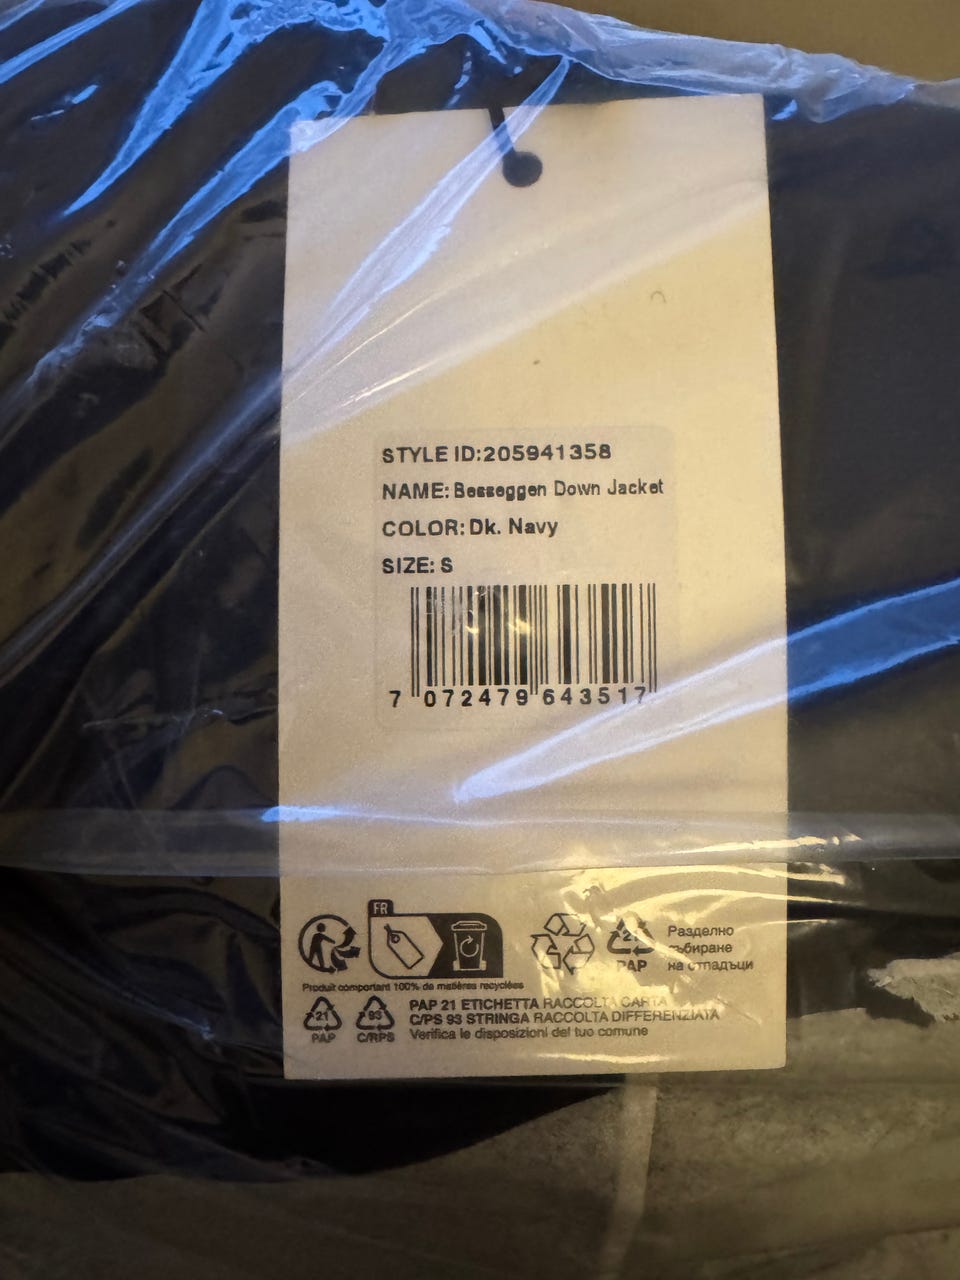 STYLE ID:205941358
NAME: Besseggen Down Jacket
COLOR: Dk. Navy
SIZE: S
7 072479 643517
FR
21
PAP
Разделно
събиране
на отпадъци
Produit comportant 100% de matières recyclées
21
PAP
93
C/RPS
PAP 21 ETICHETTA RACCOLTA CARTA
C/PS 93 STRINGA RACCOLTA DIFFERENZIATA
Verifica le disposizioni del tuo comune